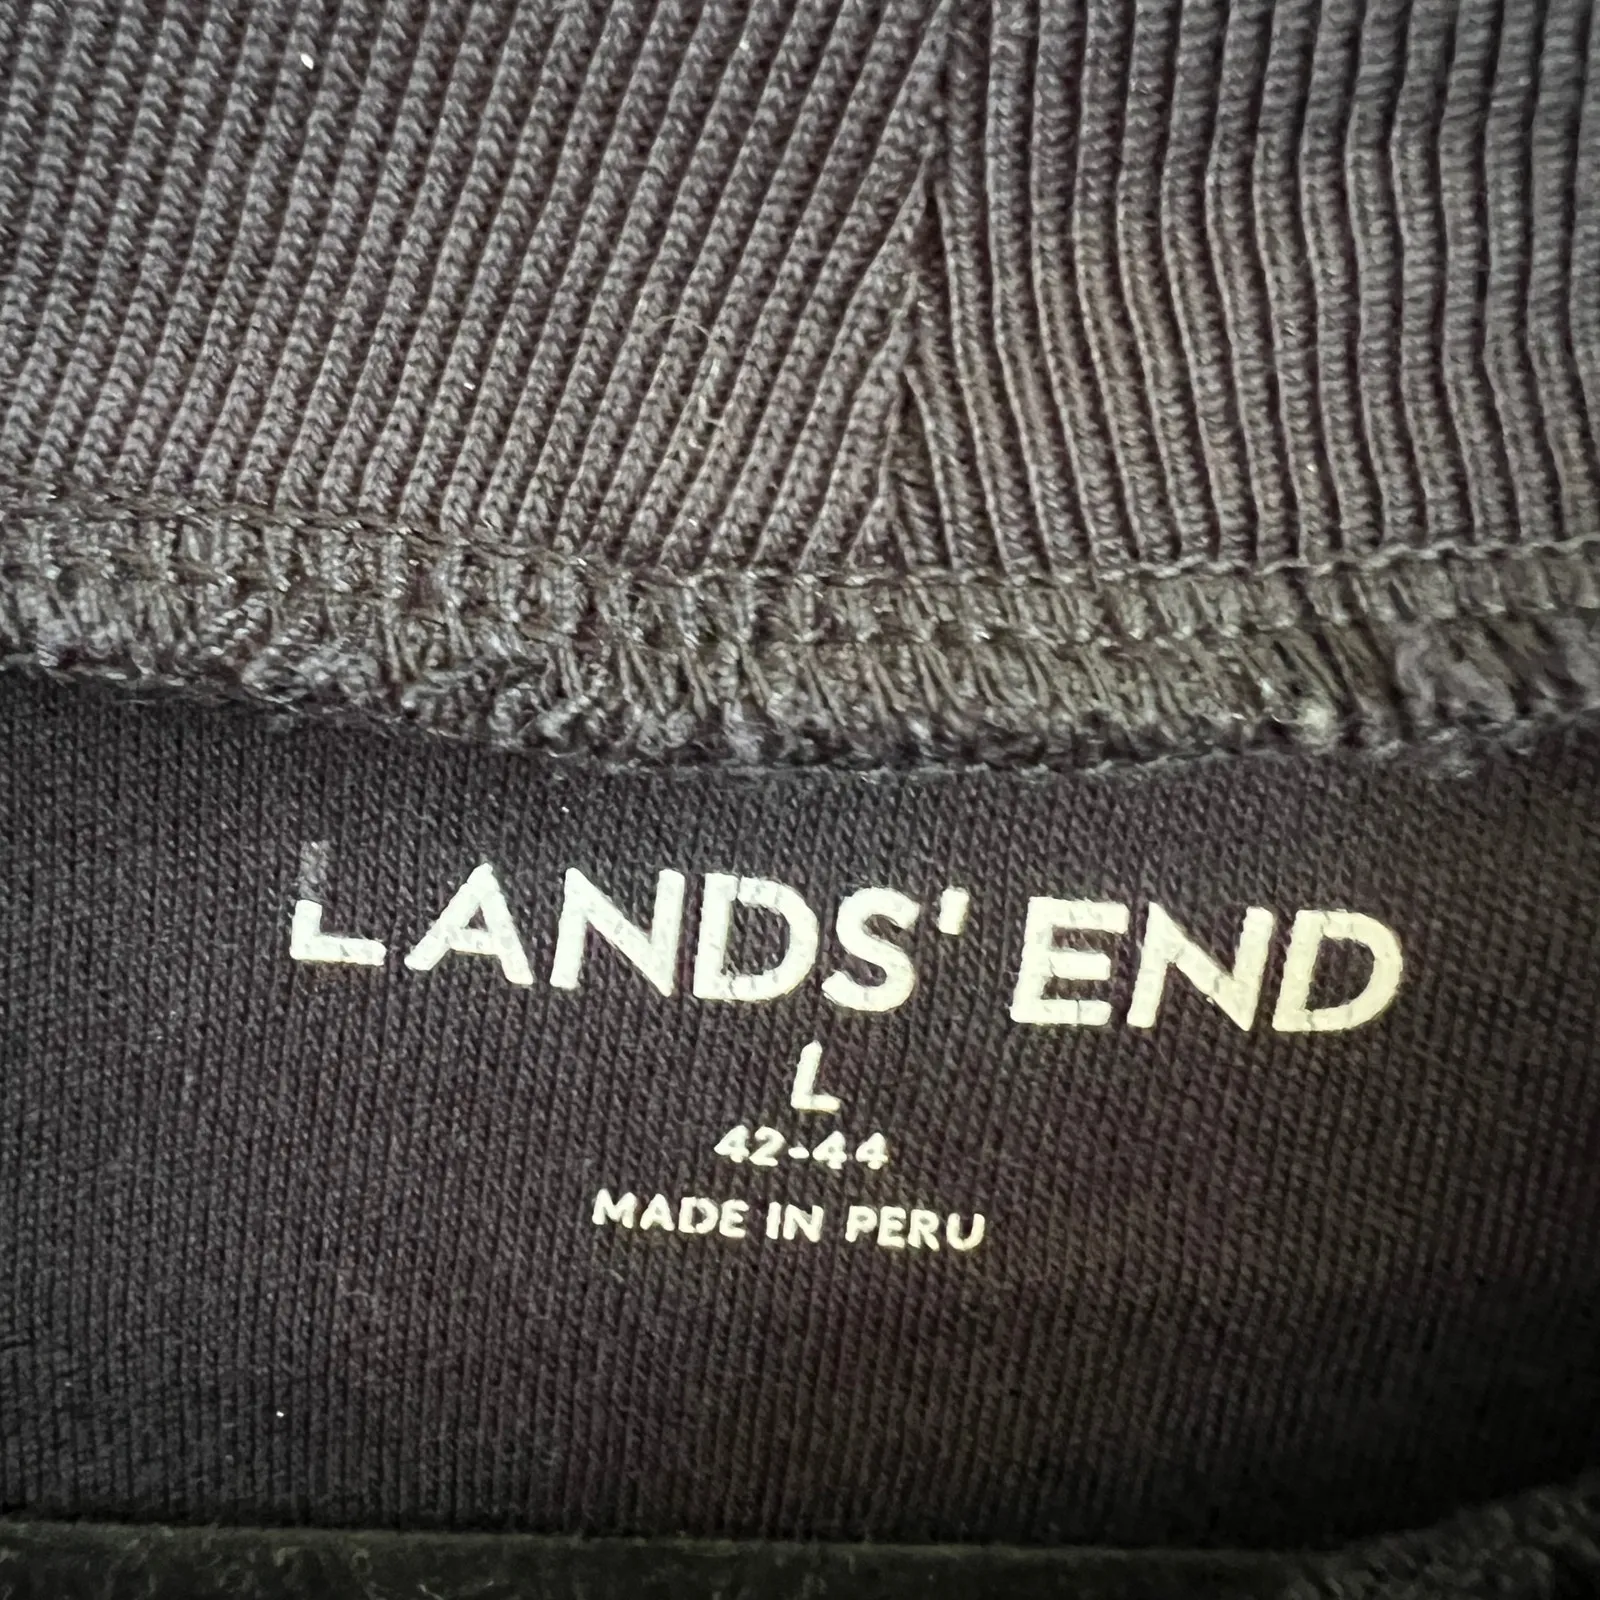 LANDS' END
L
42-44
MADE IN PERU